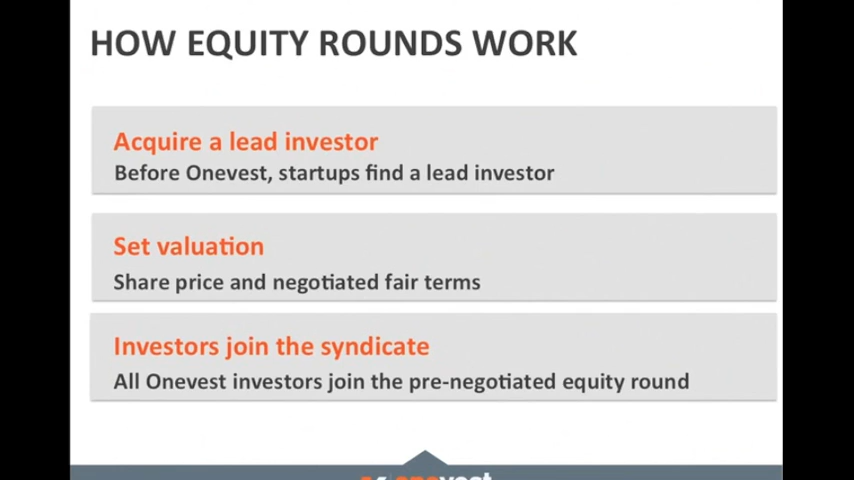 HOW EQUITY ROUNDS WORK
Acquire a lead investor
Before Onevest, startups find a lead investor
Set valuation
Share price and negotiated fair terms
Investors join the syndicate
All Onevest investors join the pre-negotiated equity round
onevest